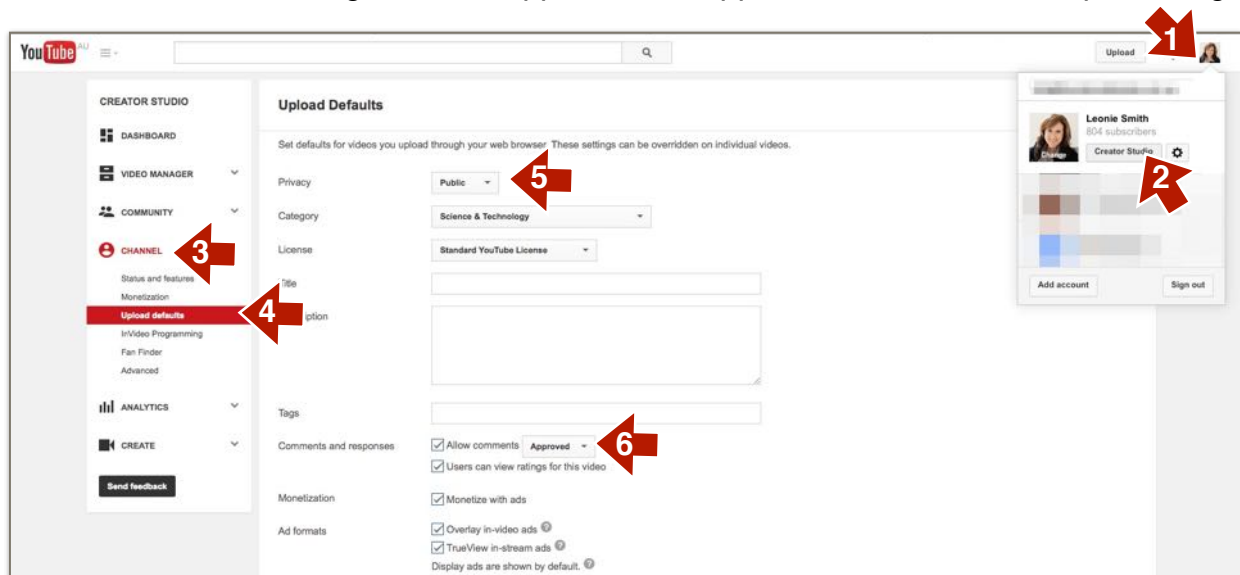 YouTube AU
Upload
1
CREATOR STUDIO
DASHBOARD
VIDEO MANAGER
COMMUNITY
CHANNEL
3
Status and features
Monetization
Upload defaults
4
InVideo Programming
Fan Finder
Advanced
ANALYTICS
CREATE
Send feedback
Upload Defaults
Set defaults for videos you upload through your web browser. These settings can be overridden on individual videos.
Privacy Public 5
Category Science & Technology
License Standard YouTube License
Title
iption
Tags
Comments and responses Allow comments Approved 6
Users can view ratings for this video
Monetization Monetize with ads
Ad formats Overlay in-video ads
TrueView in-stream ads
Display ads are shown by default.
Leonie Smith
804 subscribers
Change Creator Studio
2
Add account Sign out